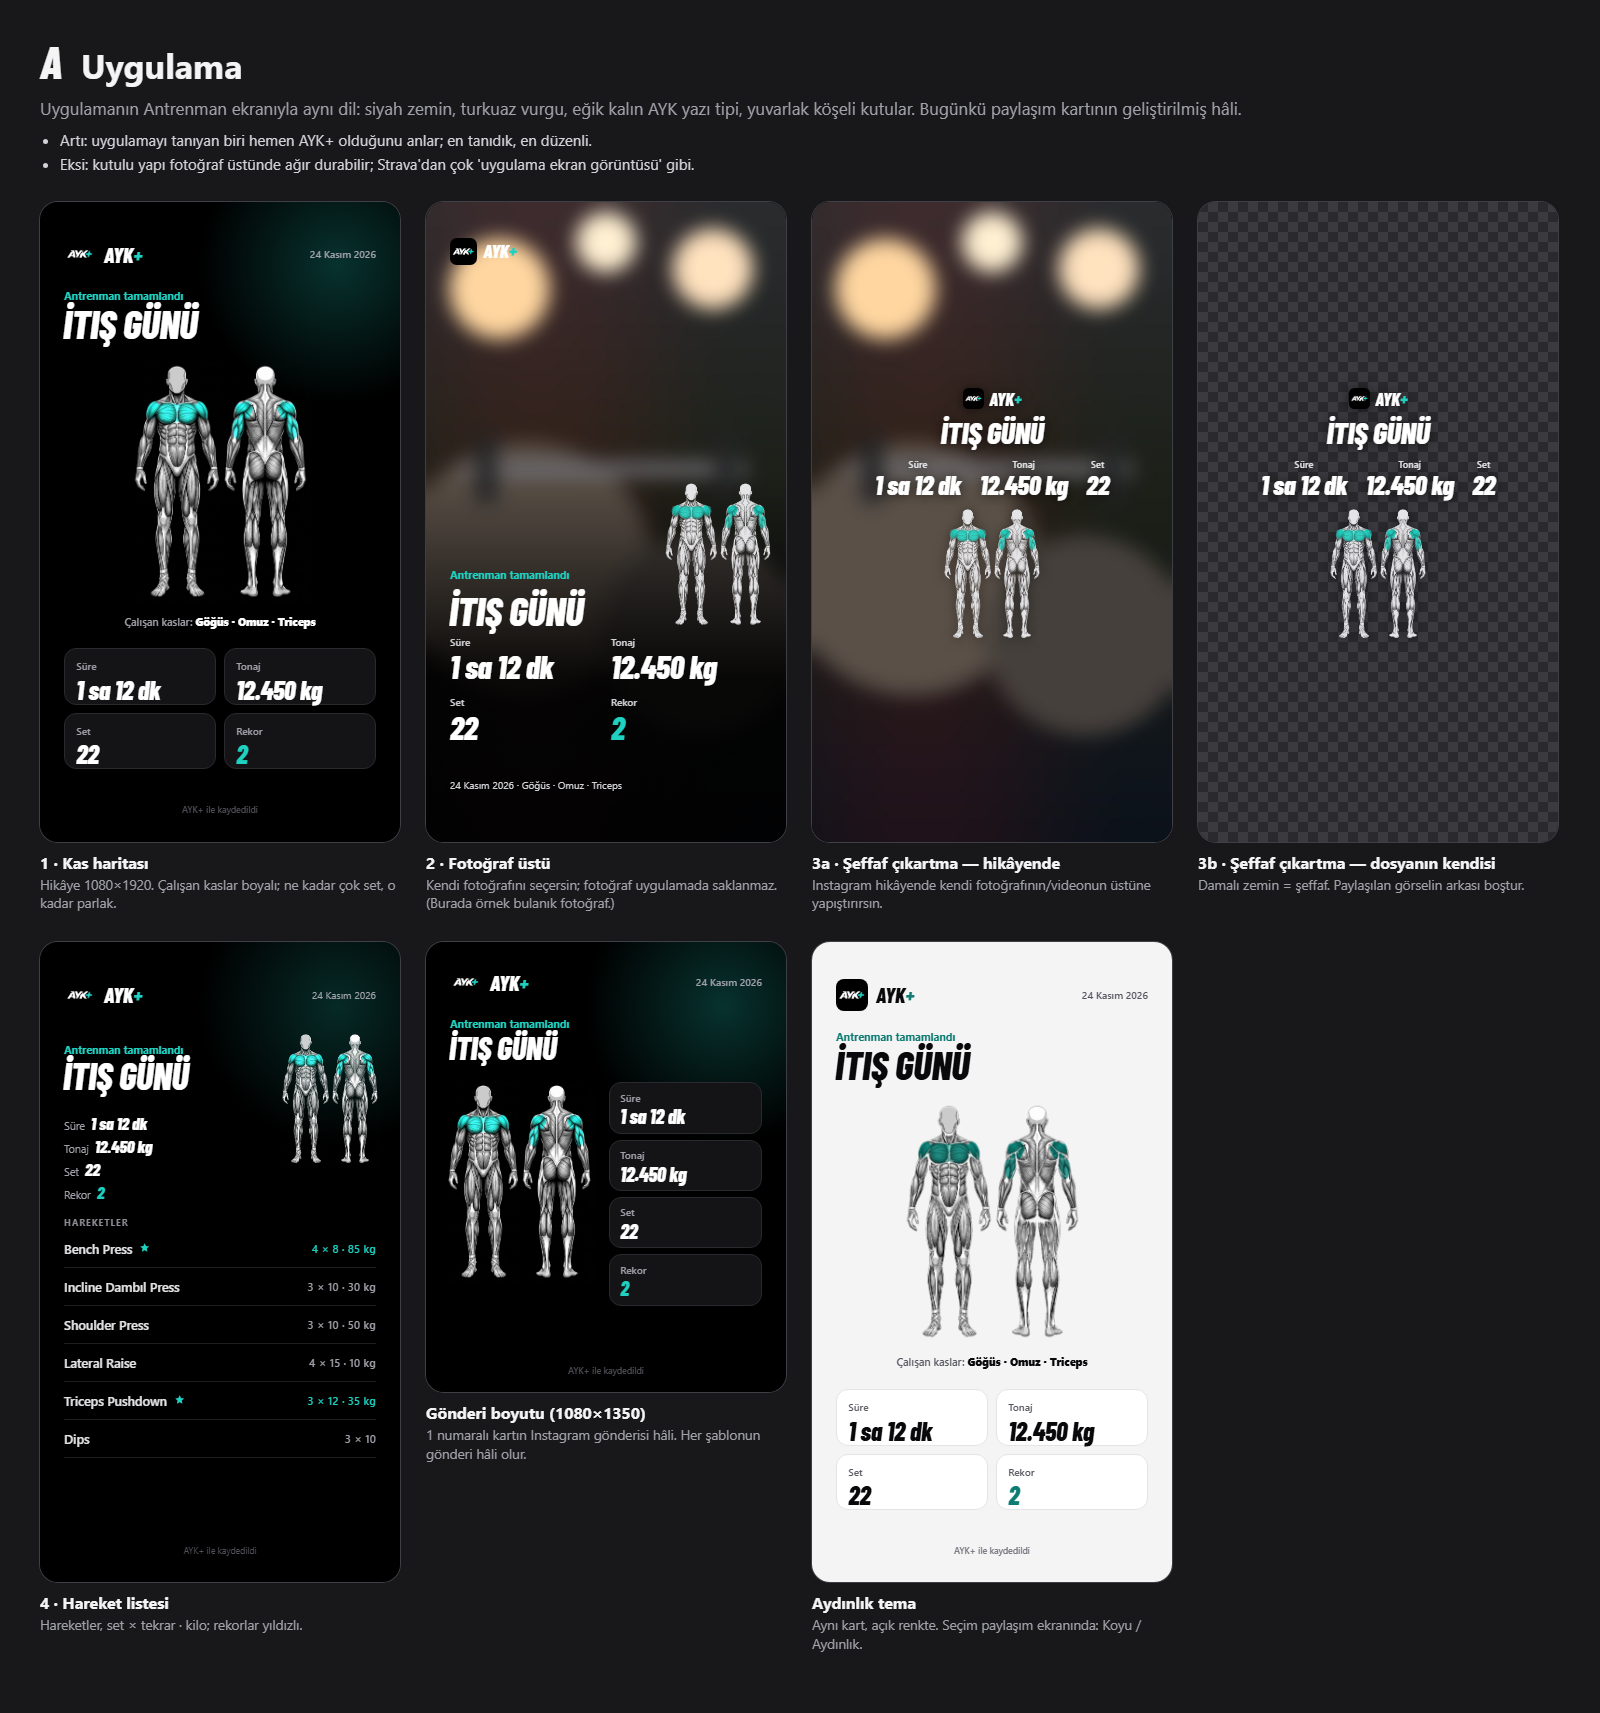 A Uygulama
Uygulamanın Antrenman ekranıyla aynı dil: siyah zemin, turkuaz vurgu, eğik kalın AYK yazı tipi, yuvarlak köşeli kutular. Bugünkü paylaşım kartının geliştirilmiş hâli.
• Artı: uygulamayı tanıyan biri hemen AYK+ olduğunu anlar; en tanıdık, en düzenli.
• Eksi: kutulu yapı fotoğraf üstünde ağır durabilir; Strava'dan çok 'uygulama ekran görüntüsü' gibi.
AYK+ AYK+ 24 Kasım 2026
Antrenman tamamlandı
İTİŞ GÜNÜ
Çalışan kaslar: Göğüs · Omuz · Triceps
Süre Tonaj
1 sa 12 dk 12.450 kg
Set Rekor
22 2
AYK+ ile kaydedildi
1 · Kas haritası
Hikâye 1080×1920. Çalışan kaslar boyalı; ne kadar çok set, o
kadar parlak.
AYK+ AYK+
Antrenman tamamlandı
İTİŞ GÜNÜ
Süre Tonaj
1 sa 12 dk 12.450 kg
Set Rekor
22 2
24 Kasım 2026 · Göğüs · Omuz · Triceps
2 · Fotoğraf üstü
Kendi fotoğrafını seçersin; fotoğraf uygulamada saklanmaz.
(Burada örnek bulanık fotoğraf.)
AYK+ AYK+
İTİŞ GÜNÜ
Süre Tonaj Set
1 sa 12 dk 12.450 kg 22
3a · Şeffaf çıkartma — hikâyende
Instagram hikâyende kendi fotoğrafının/videonun üstüne
yapıştırırsın.
AYK+ AYK+
İTİŞ GÜNÜ
Süre Tonaj Set
1 sa 12 dk 12.450 kg 22
3b · Şeffaf çıkartma — dosyanın kendisi
Damalı zemin = şeffaf. Paylaşılan görselin arkası boştur.
AYK+ AYK+ 24 Kasım 2026
Antrenman tamamlandı
İTİŞ GÜNÜ
Süre 1 sa 12 dk
Tonaj 12.450 kg
Set 22
Rekor 2
HAREKETLER
Bench Press ★ 4 × 8 · 85 kg
Incline Dambıl Press 3 × 10 · 30 kg
Shoulder Press 3 × 10 · 50 kg
Lateral Raise 4 × 15 · 10 kg
Triceps Pushdown ★ 3 × 12 · 35 kg
Dips 3 × 10
AYK+ ile kaydedildi
4 · Hareket listesi
Hareketler, set × tekrar · kilo; rekorlar yıldızlı.
AYK+ AYK+ 24 Kasım 2026
Antrenman tamamlandı
İTİŞ GÜNÜ
Süre
1 sa 12 dk
Tonaj
12.450 kg
Set
22
Rekor
2
AYK+ ile kaydedildi
Gönderi boyutu (1080×1350)
1 numaralı kartın Instagram gönderisi hâli. Her şablonun
gönderi hâli olur.
AYK+ AYK+ 24 Kasım 2026
Antrenman tamamlandı
İTİŞ GÜNÜ
Çalışan kaslar: Göğüs · Omuz · Triceps
Süre Tonaj
1 sa 12 dk 12.450 kg
Set Rekor
22 2
AYK+ ile kaydedildi
Aydınlık tema
Aynı kart, açık renkte. Seçim paylaşım ekranında: Koyu /
Aydınlık.